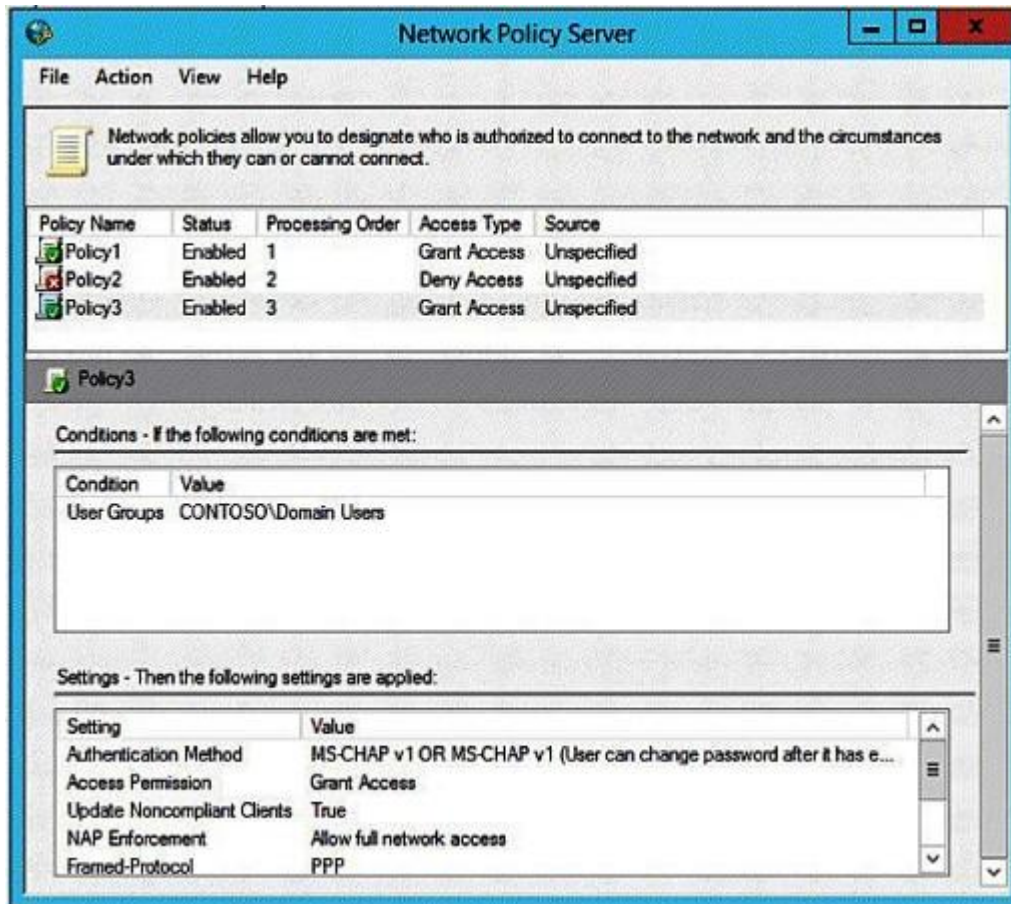 Network Policy Server
File Action View Help
Network policies allow you to designate who is authorized to connect to the network and the circumstances
under which they can or cannot connect.
Policy Name Status Processing Order Access Type Source
Policy1 Enabled 1 Grant Access Unspecified
Policy2 Enabled 2 Deny Access Unspecified
Policy3 Enabled 3 Grant Access Unspecified
Policy3
Conditions - If the following conditions are met:
Condition Value
User Groups CONTOSO\Domain Users
Settings - Then the following settings are applied:
Setting Value
Authentication Method MS-CHAP v1 OR MS-CHAP v1 (User can change password after it has e...
Access Permission Grant Access
Update Noncompliant Clients True
NAP Enforcement Allow full network access
Framed-Protocol PPP